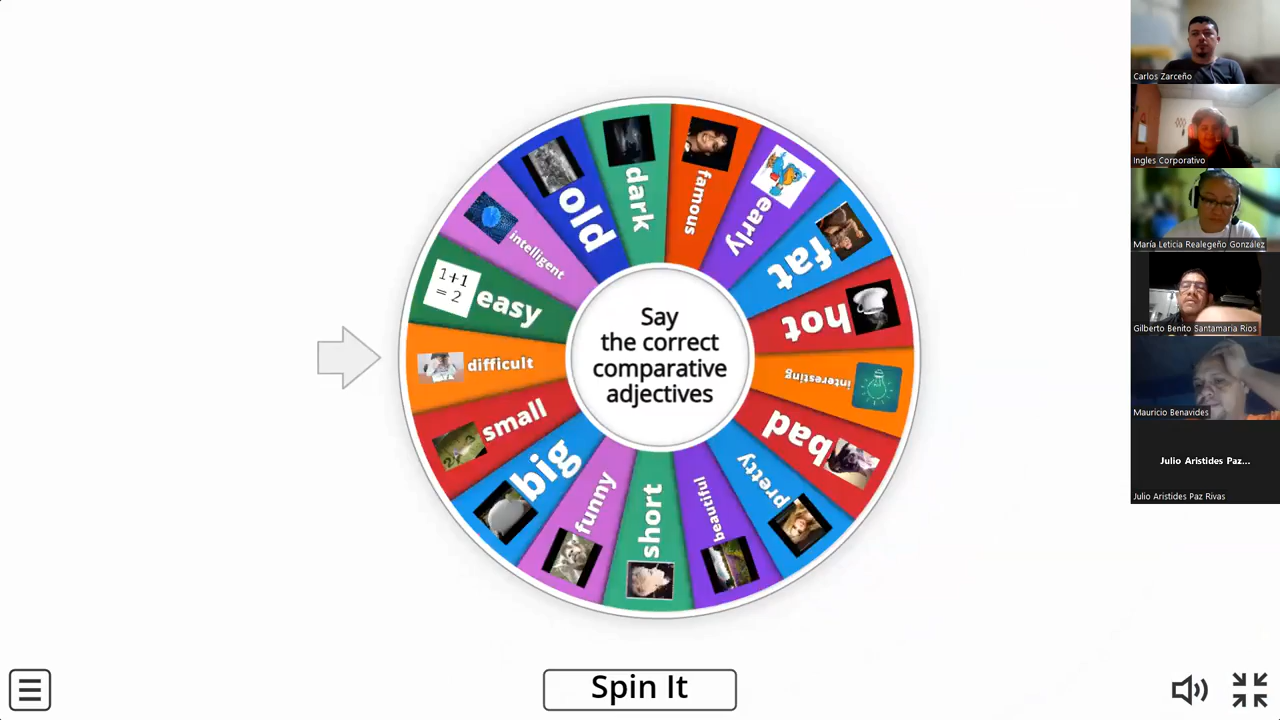 dark
famous
early
fat
hot
interesting
bad
pretty
beautiful
short
funny
big
small
difficult
easy
1+1
= 2
intelligent
old
Say
the correct
comparative
adjectives
Spin It
Carlos Zarceño
Ingles Corporativo
María Leticia Realegeño González
Gilberto Benito Santamaria Rios
Mauricio Benavides
Julio Aristides Paz...
Julio Aristides Paz Rivas